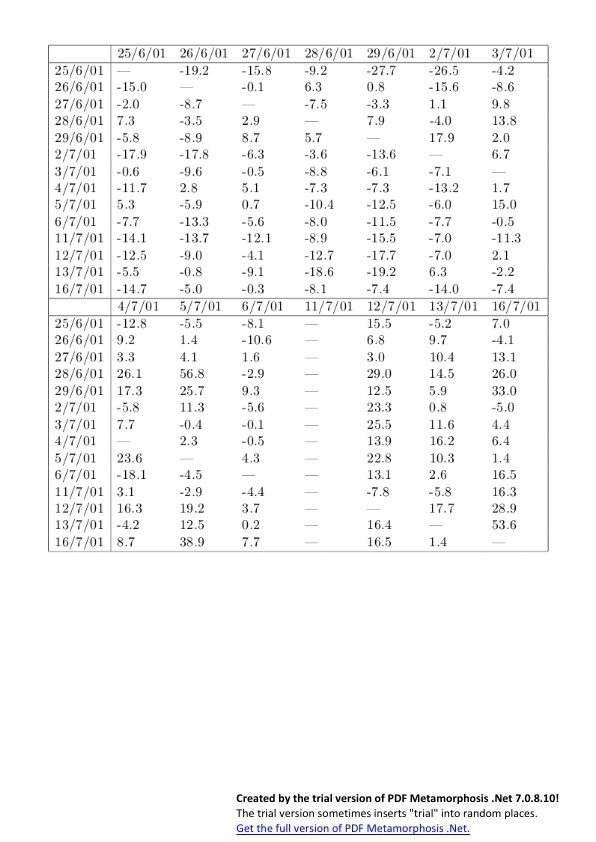 25/6/01 26/6/01 27/6/01 28/6/01 29/6/01 2/7/01 3/7/01
25/6/01 — -19.2 -15.8 -9.2 -27.7 -26.5 -4.2
26/6/01 -15.0 — -0.1 6.3 0.8 -15.6 -8.6
27/6/01 -2.0 -8.7 — -7.5 -3.3 1.1 9.8
28/6/01 7.3 -3.5 2.9 — 7.9 -4.0 13.8
29/6/01 -5.8 -8.9 8.7 5.7 — 17.9 2.0
2/7/01 -17.9 -17.8 -6.3 -3.6 -13.6 — 6.7
3/7/01 -0.6 -9.6 -0.5 -8.8 -6.1 -7.1 —
4/7/01 -11.7 2.8 5.1 -7.3 -7.3 -13.2 1.7
5/7/01 5.3 -5.9 0.7 -10.4 -12.5 -6.0 15.0
6/7/01 -7.7 -13.3 -5.6 -8.0 -11.5 -7.7 -0.5
11/7/01 -14.1 -13.7 -12.1 -8.9 -15.5 -7.0 -11.3
12/7/01 -12.5 -9.0 -4.1 -12.7 -17.7 -7.0 2.1
13/7/01 -5.5 -0.8 -9.1 -18.6 -19.2 6.3 -2.2
16/7/01 -14.7 -5.0 -0.3 -8.1 -7.4 -14.0 -7.4
4/7/01 5/7/01 6/7/01 11/7/01 12/7/01 13/7/01 16/7/01
25/6/01 -12.8 -5.5 -8.1 — 15.5 -5.2 7.0
26/6/01 9.2 1.4 -10.6 — 6.8 9.7 -4.1
27/6/01 3.3 4.1 1.6 — 3.0 10.4 13.1
28/6/01 26.1 56.8 -2.9 — 29.0 14.5 26.0
29/6/01 17.3 25.7 9.3 — 12.5 5.9 33.0
2/7/01 -5.8 11.3 -5.6 — 23.3 0.8 -5.0
3/7/01 7.7 -0.4 -0.1 — 25.5 11.6 4.4
4/7/01 — 2.3 -0.5 — 13.9 16.2 6.4
5/7/01 23.6 — 4.3 — 22.8 10.3 1.4
6/7/01 -18.1 -4.5 — — 13.1 2.6 16.5
11/7/01 3.1 -2.9 -4.4 — -7.8 -5.8 16.3
12/7/01 16.3 19.2 3.7 — — 17.7 28.9
13/7/01 -4.2 12.5 0.2 — 16.4 — 53.6
16/7/01 8.7 38.9 7.7 — 16.5 1.4 —
Created by the trial version of PDF Metamorphosis .Net 7.0.8.10!
The trial version sometimes inserts "trial" into random places.
Get the full version of PDF Metamorphosis .Net.